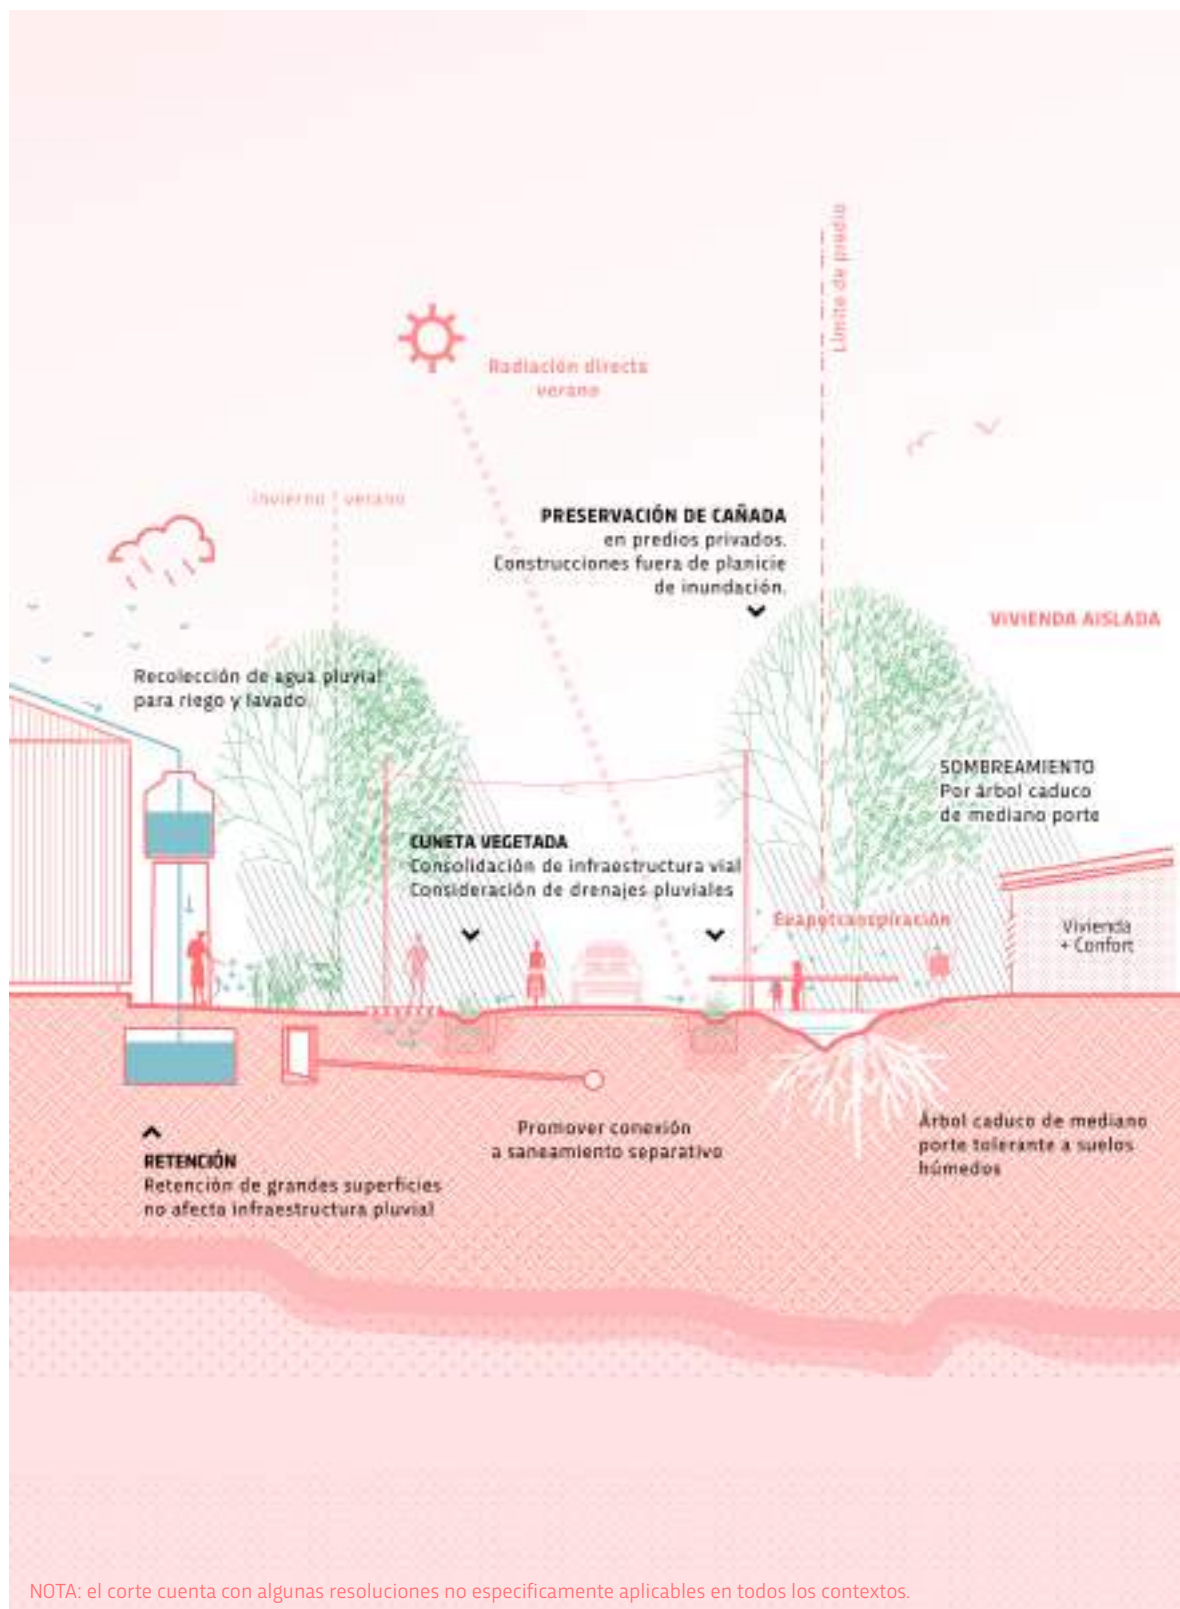 Límite de predio
Radiación directa
verano
invierno verano
PRESERVACIÓN DE CAÑADA
en predios privados.
Construcciones fuera de planicie
de inundación.
VIVIENDA AISLADA
Recolección de agua pluvial
para riego y lavado
SOMBREAMIENTO
Por árbol caduco
de mediano porte
CUNETA VEGETADA
Consolidación de infraestructura vial
Consideración de drenajes pluviales
Evapotranspiración
Vivienda
+ Confort
Promover conexión
a saneamiento separativo
Árbol caduco de mediano
porte tolerante a suelos
húmedos
RETENCIÓN
Retención de grandes superficies
no afecta infraestructura pluvial
NOTA: el corte cuenta con algunas resoluciones no especificamente aplicables en todos los contextos.